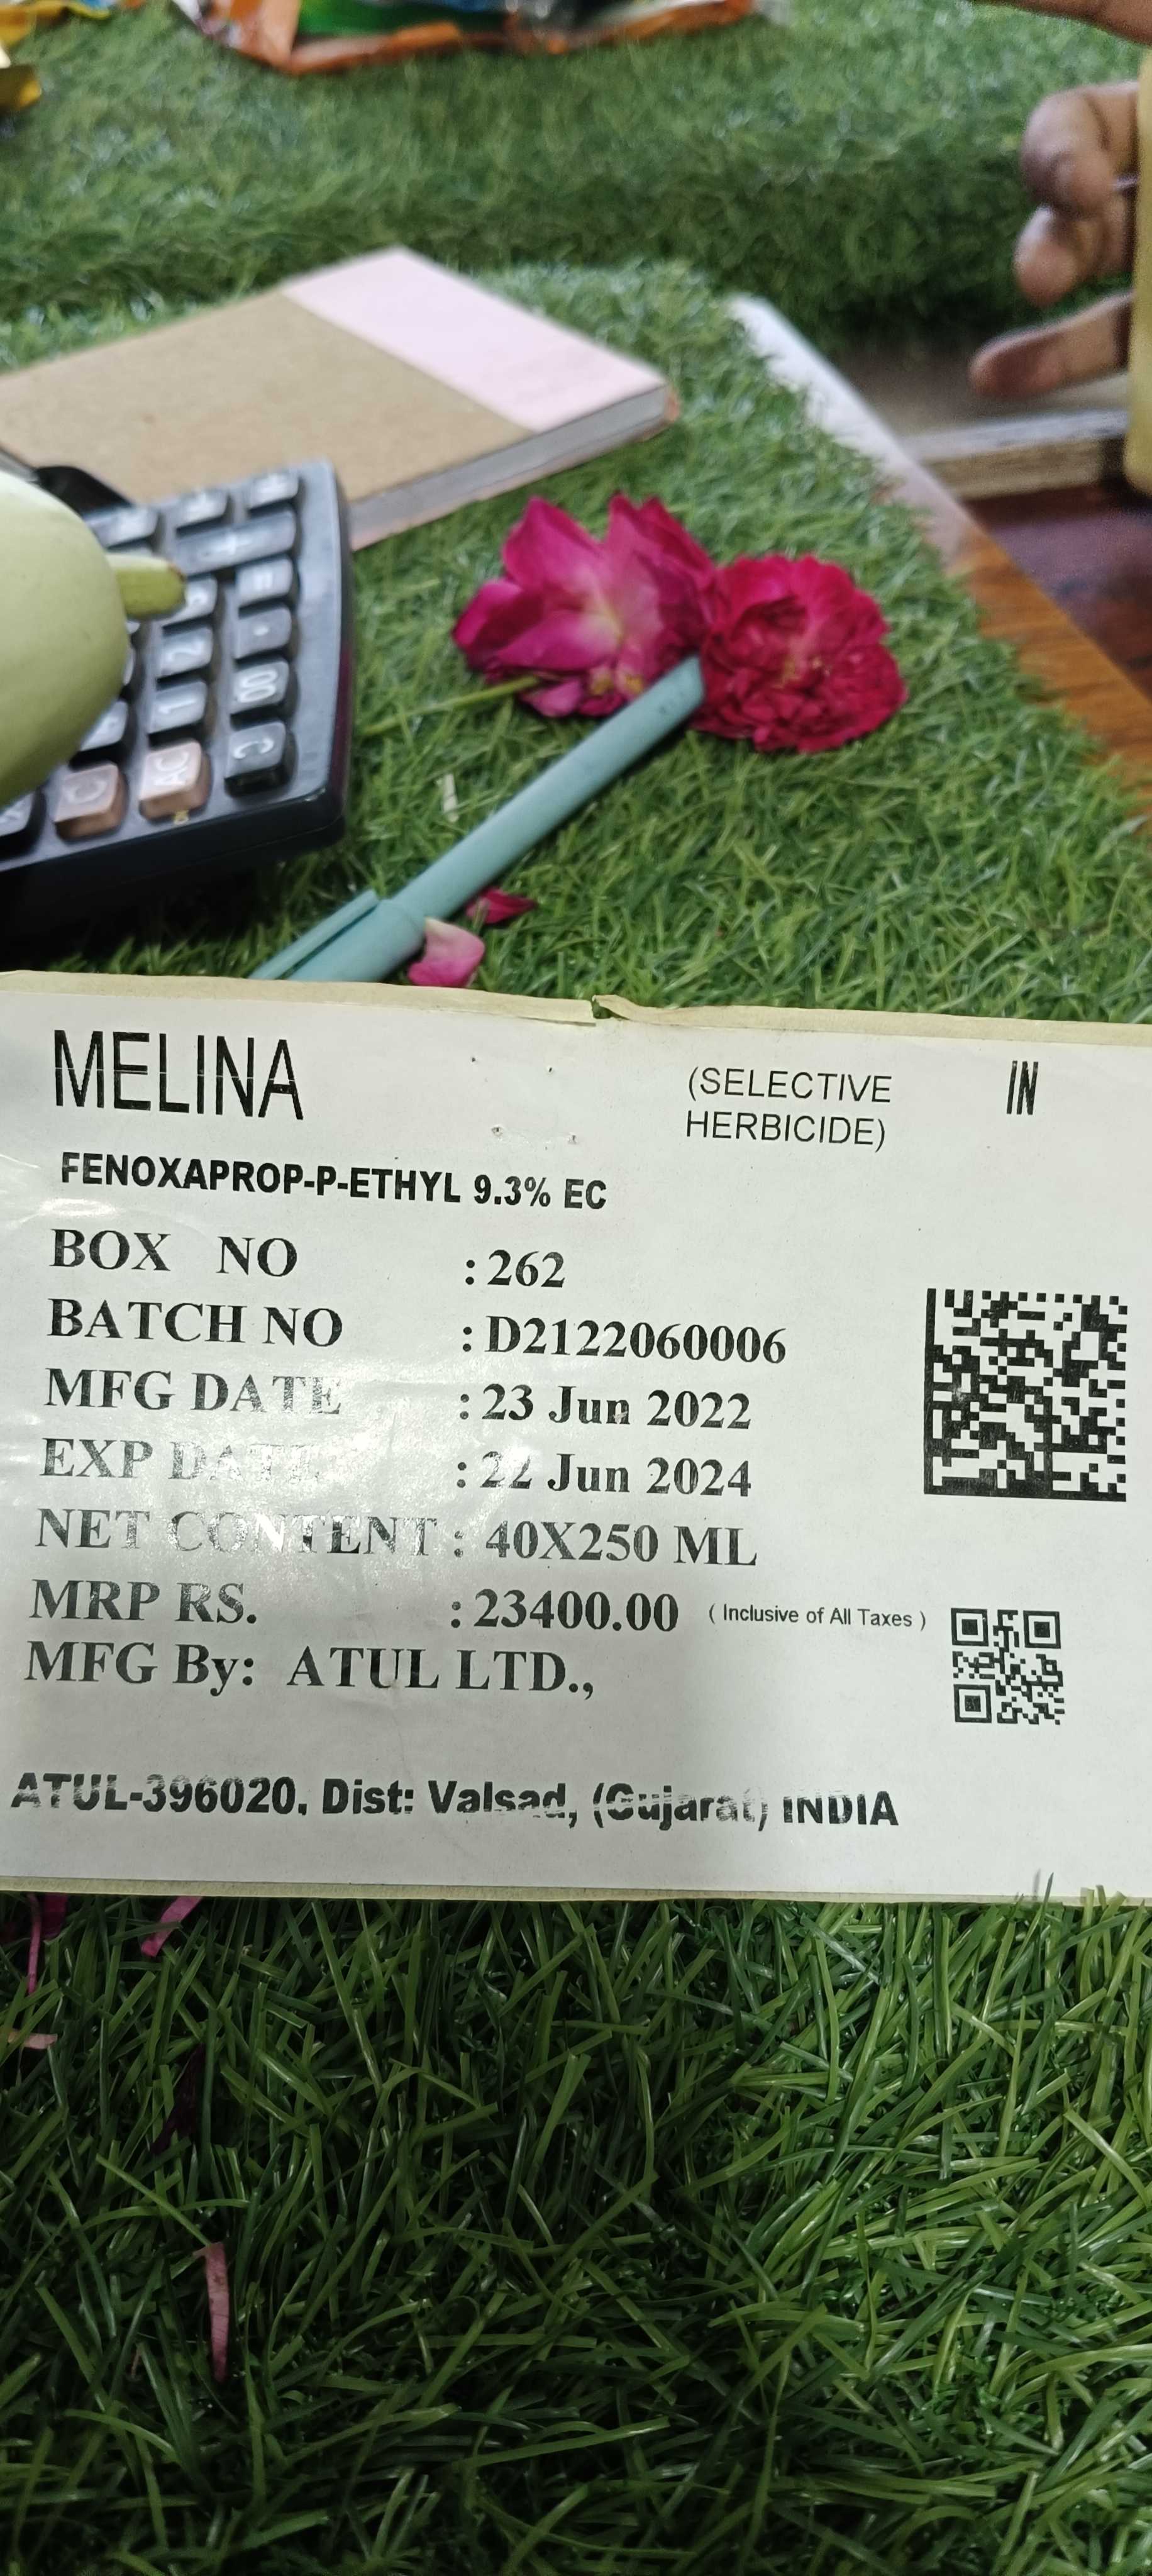 MELINA
(SELECTIVE
HERBICIDE)
IN
FENOXAPROP-P-ETHYL 9.3% EC
BOX NO : 262
BATCH NO : D2122060006
MFG DATE : 23 Jun 2022
EXP DATE : 22 Jun 2024
NET CONTENT : 40X250 ML
MRP RS. : 23400.00 ( Inclusive of All Taxes )
MFG By: ATUL LTD.,
ATUL-396020, Dist: Valsad, (Gujarat) INDIA